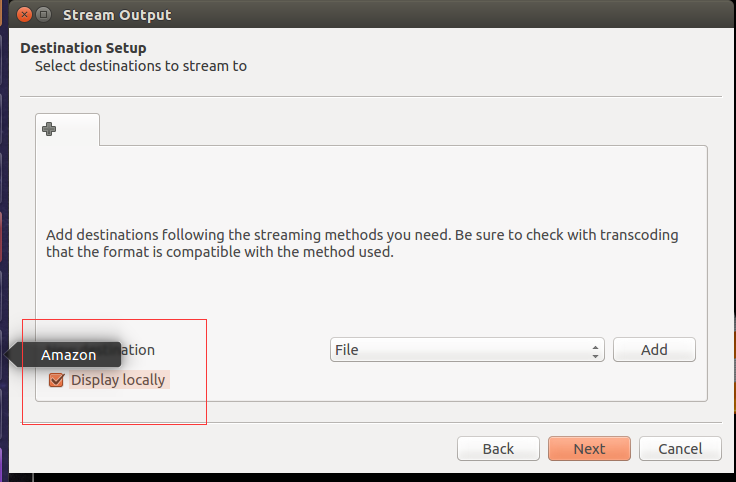 Stream Output
Destination Setup
Select destinations to stream to
Add destinations following the streaming methods you need. Be sure to check with transcoding
that the format is compatible with the method used.
Amazon
File
Add
Display locally
Back
Next
Cancel